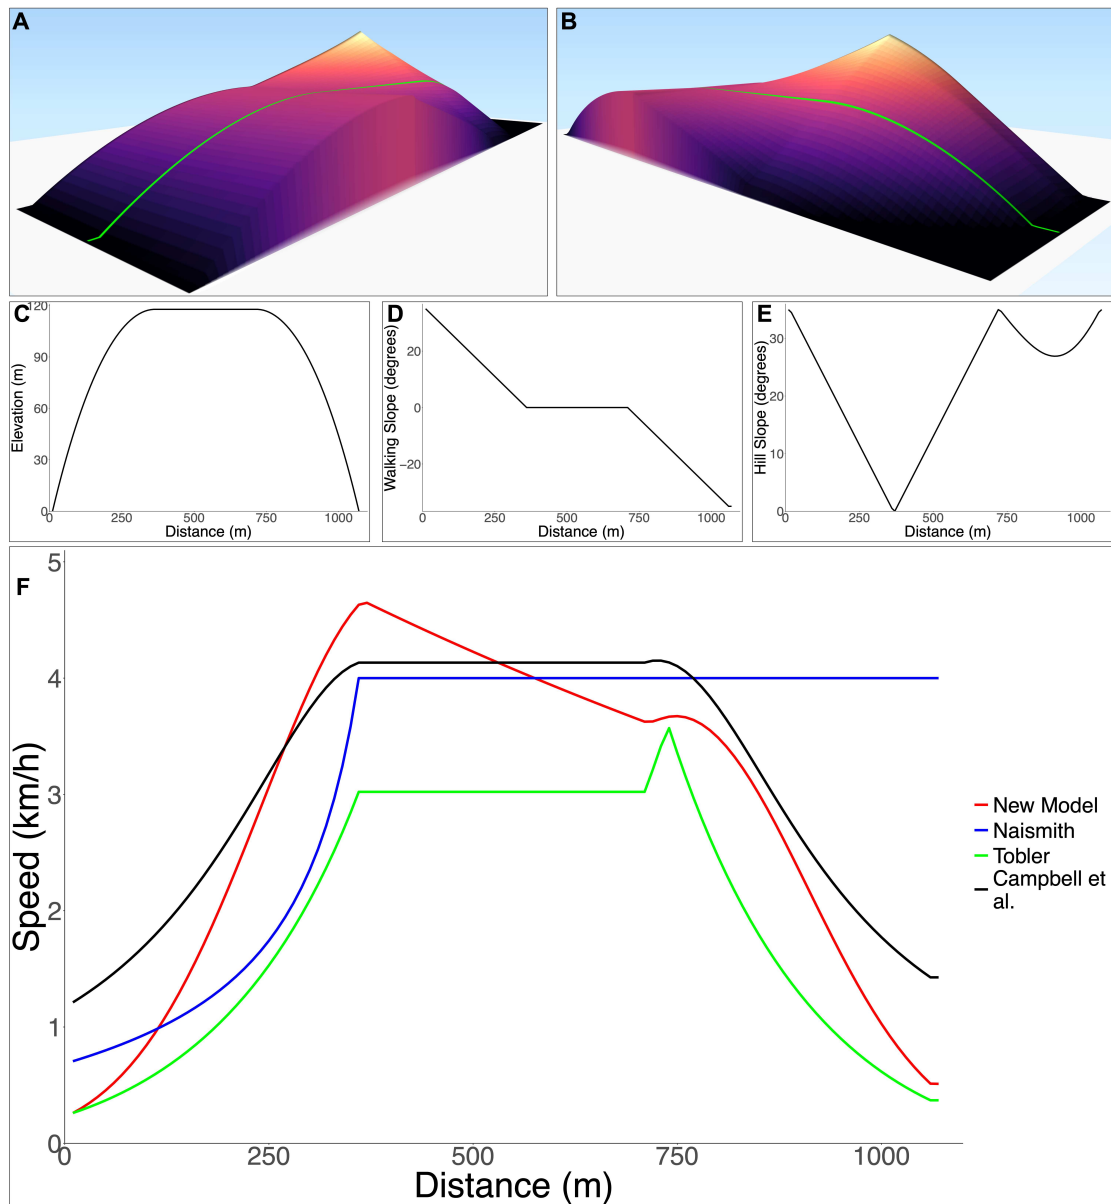 A
B
C
120
90
60
30
0
Elevation (m)
0 250 500 750 1000
Distance (m)
D
20
0
−20
Walking Slope (degrees)
0 250 500 750 1000
Distance (m)
E
30
20
10
0
Hill Slope (degrees)
0 250 500 750 1000
Distance (m)
F
5
4
3
2
1
0
Speed (km/h)
0 250 500 750 1000
Distance (m)
New Model
Naismith
Tobler
Campbell et
al.